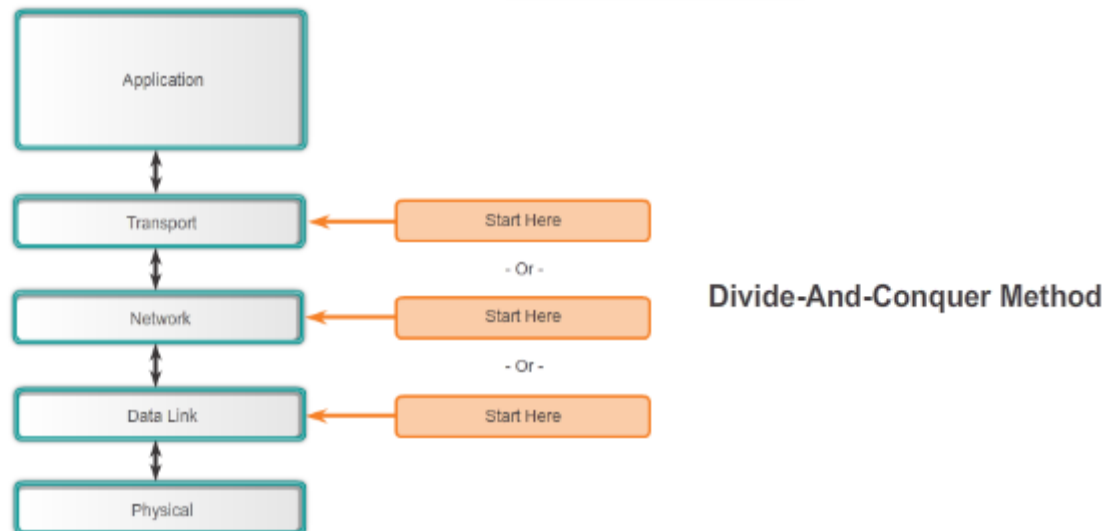 Application
Transport
Start Here
- Or -
Network
Start Here
Divide-And-Conquer Method
- Or -
Data Link
Start Here
Physical